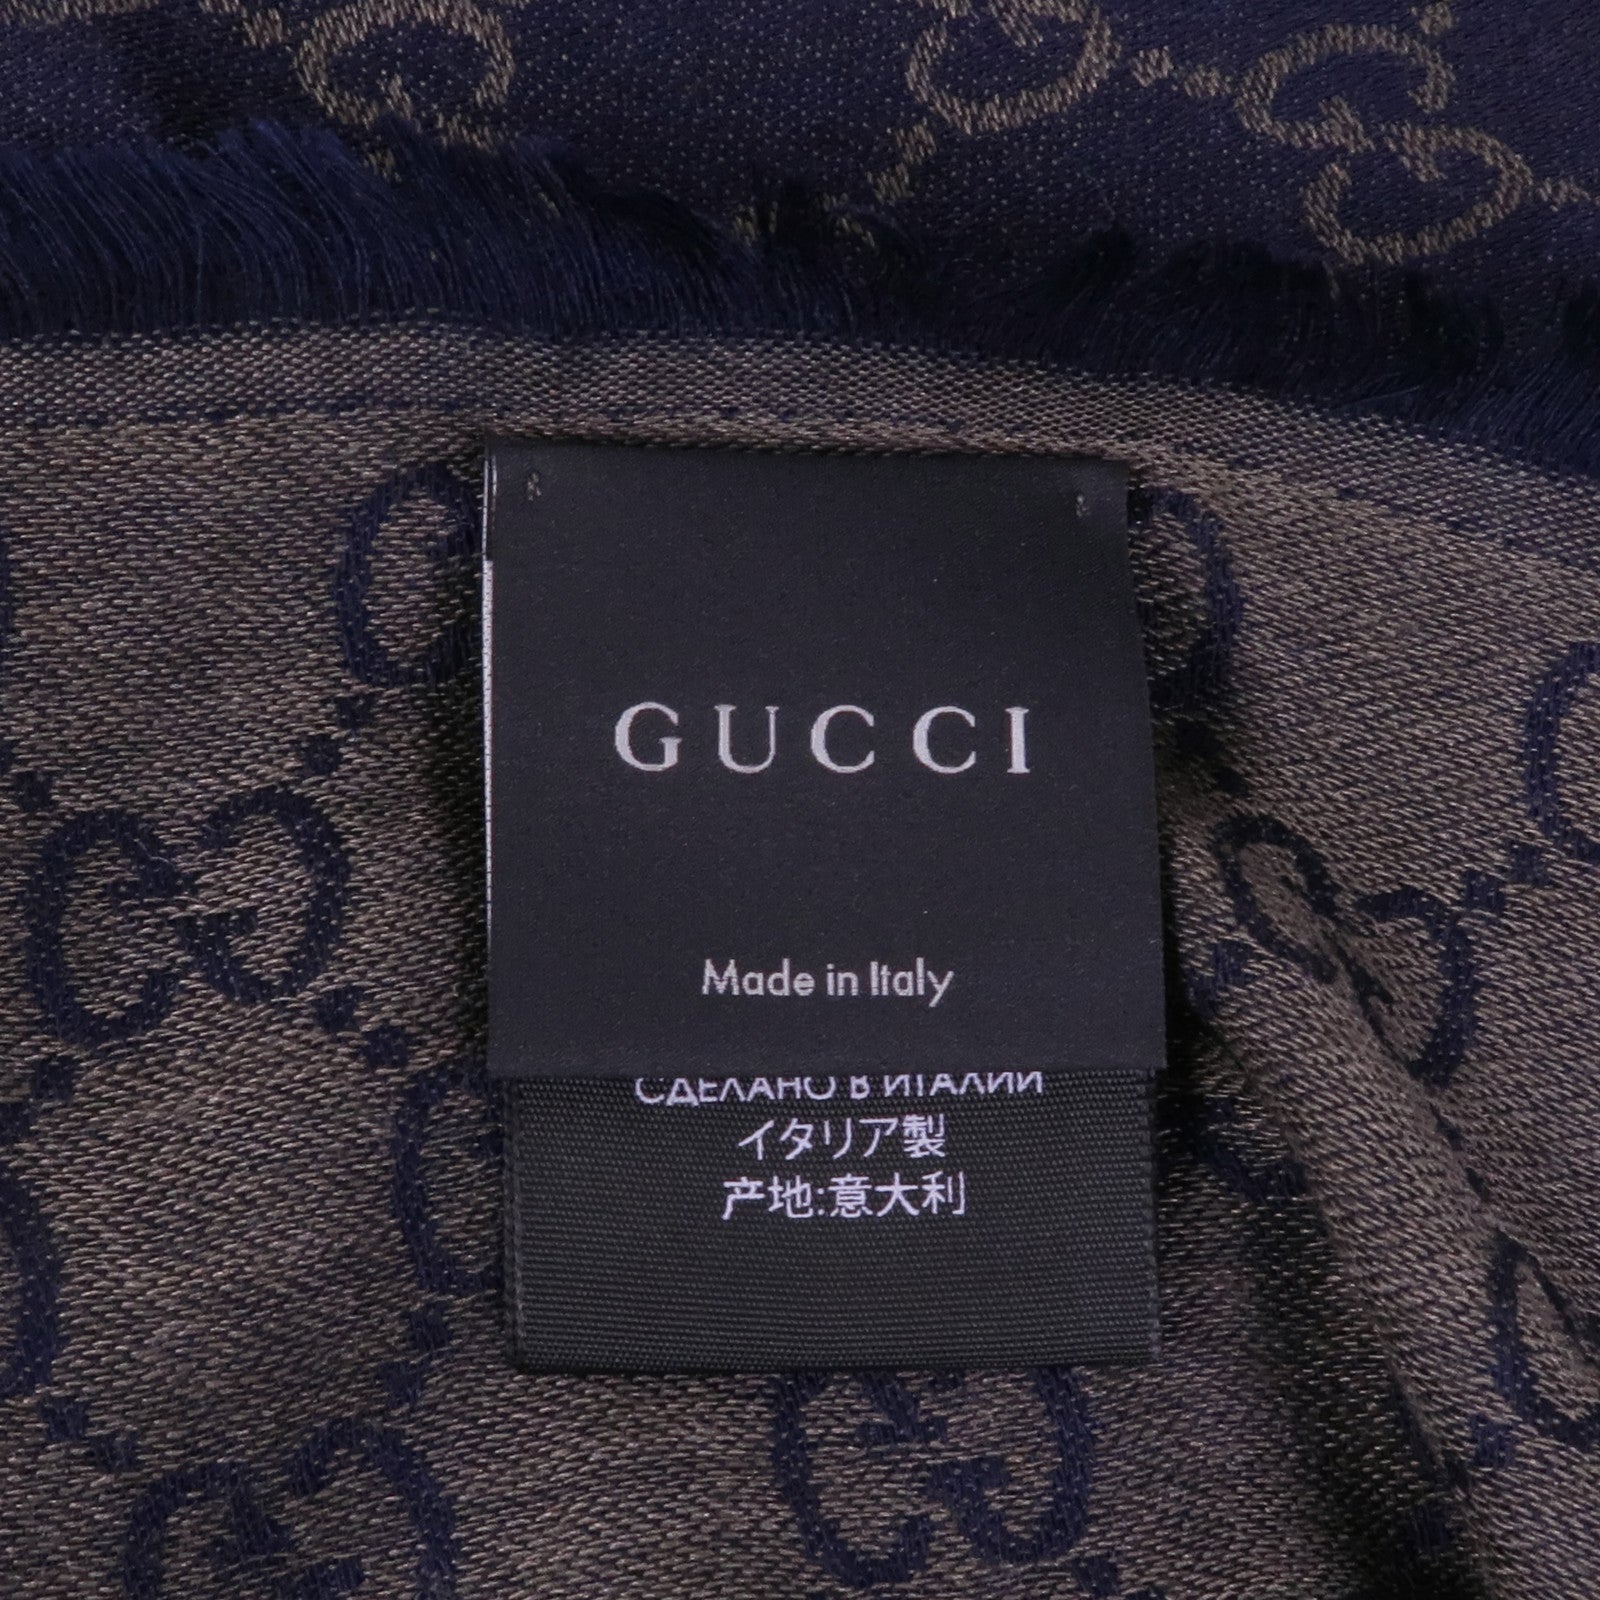 GUCCI
Made in Italy
СДЕЛАНО В ИТАЛИИ
イタリア製
产地:意大利